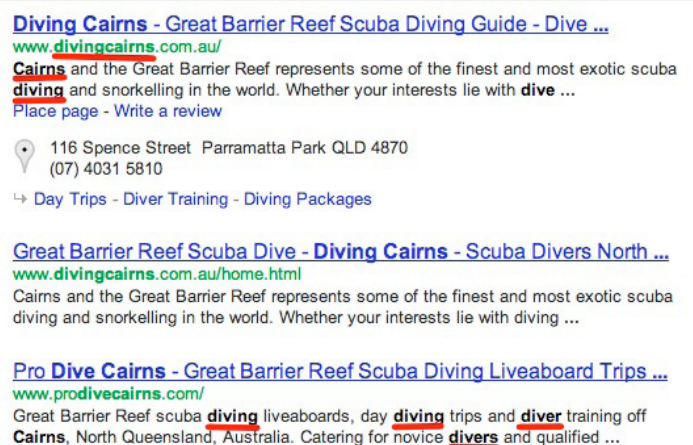 Diving Cairns - Great Barrier Reef Scuba Diving Guide - Dive ...
www.divingcairns.com.au/
Cairns and the Great Barrier Reef represents some of the finest and most exotic scuba
diving and snorkelling in the world. Whether your interests lie with dive ...
Place page - Write a review
116 Spence Street Parramatta Park QLD 4870
(07) 4031 5810
Day Trips - Diver Training - Diving Packages
Great Barrier Reef Scuba Dive - Diving Cairns - Scuba Divers North ...
www.divingcairns.com.au/home.html
Cairns and the Great Barrier Reef represents some of the finest and most exotic scuba
diving and snorkelling in the world. Whether your interests lie with diving ...
Pro Dive Cairns - Great Barrier Reef Scuba Diving Liveaboard Trips ...
www.prodivecairns.com/
Great Barrier Reef scuba diving liveaboards, day diving trips and diver training off
Cairns, North Queensland, Australia. Catering for novice divers and qualified ...